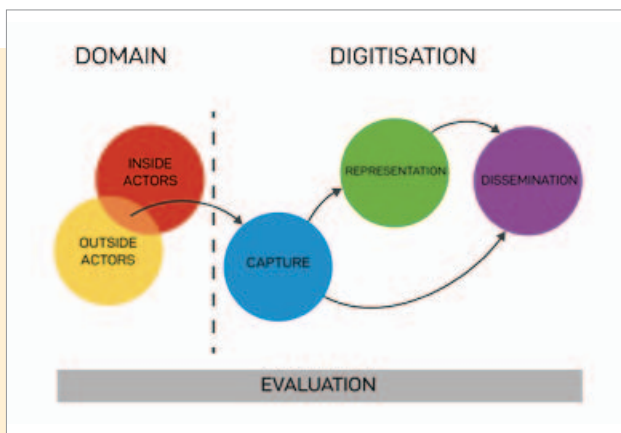 DOMAIN
DIGITISATION
INSIDE
ACTORS
OUTSIDE
ACTORS
CAPTURE
REPRESENTATION
DISSEMINATION
EVALUATION